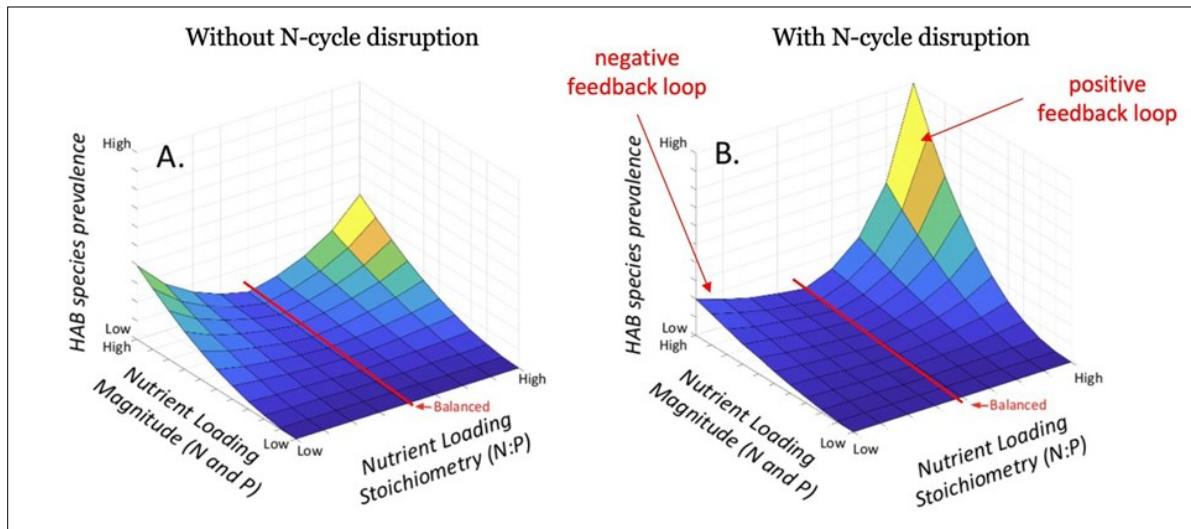 Without N-cycle disruption
A.
High
HAB species prevalence
Low
High
Nutrient Loading
Magnitude (N and P)
Low
Low
High
Balanced
Nutrient Loading
Stoichiometry (N:P)
With N-cycle disruption
negative
feedback loop
positive
feedback loop
B.
High
HAB species prevalence
Low
High
Nutrient Loading
Magnitude (N and P)
Low
Low
High
Balanced
Nutrient Loading
Stoichiometry (N:P)